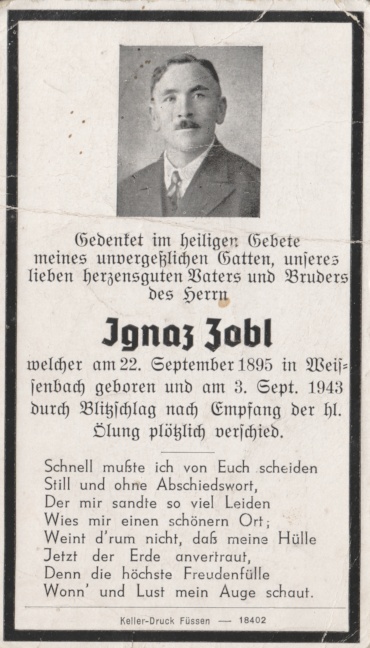 Gedenket im heiligen Gebete
meines unvergeßlichen Gatten, unseres
lieben herzensguten Vaters und Bruders
des Herrn
Ignaz Zobl
welcher am 22. September 1895 in Weis-
senbach geboren und am 3. Sept. 1943
durch Blitzschlag nach Empfang der hl.
Ölung plötzlich verschied.
Schnell mußte ich von Euch scheiden
Still und ohne Abschiedswort,
Der mir sandte so viel Leiden
Wies mir einen schönern Ort;
Weint d'rum nicht, daß meine Hülle
Jetzt der Erde anvertraut,
Denn die höchste Freudenfülle
Wonn' und Lust mein Auge schaut.
Keller-Druck Füssen — 18402